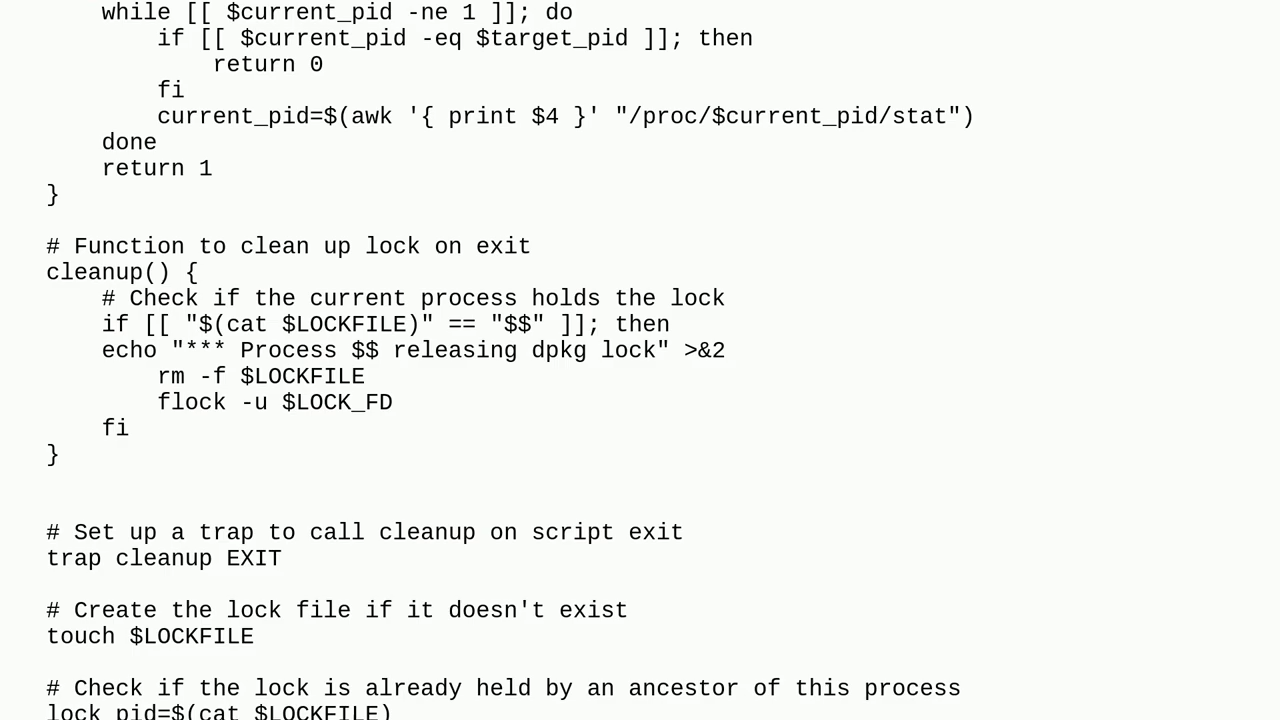 while [[ $current_pid -ne 1 ]]; do
if [[ $current_pid -eq $target_pid ]]; then
return 0
fi
current_pid=$(awk '{ print $4 }' "/proc/$current_pid/stat")
done
return 1
}
# Function to clean up lock on exit
cleanup() {
# Check if the current process holds the lock
if [[ "$(cat $LOCKFILE)" == "$$" ]]; then
echo "*** Process $$ releasing dpkg lock" >&2
rm -f $LOCKFILE
flock -u $LOCK_FD
fi
}
# Set up a trap to call cleanup on script exit
trap cleanup EXIT
# Create the lock file if it doesn't exist
touch $LOCKFILE
# Check if the lock is already held by an ancestor of this process
lock_pid=$(cat $LOCKFILE)